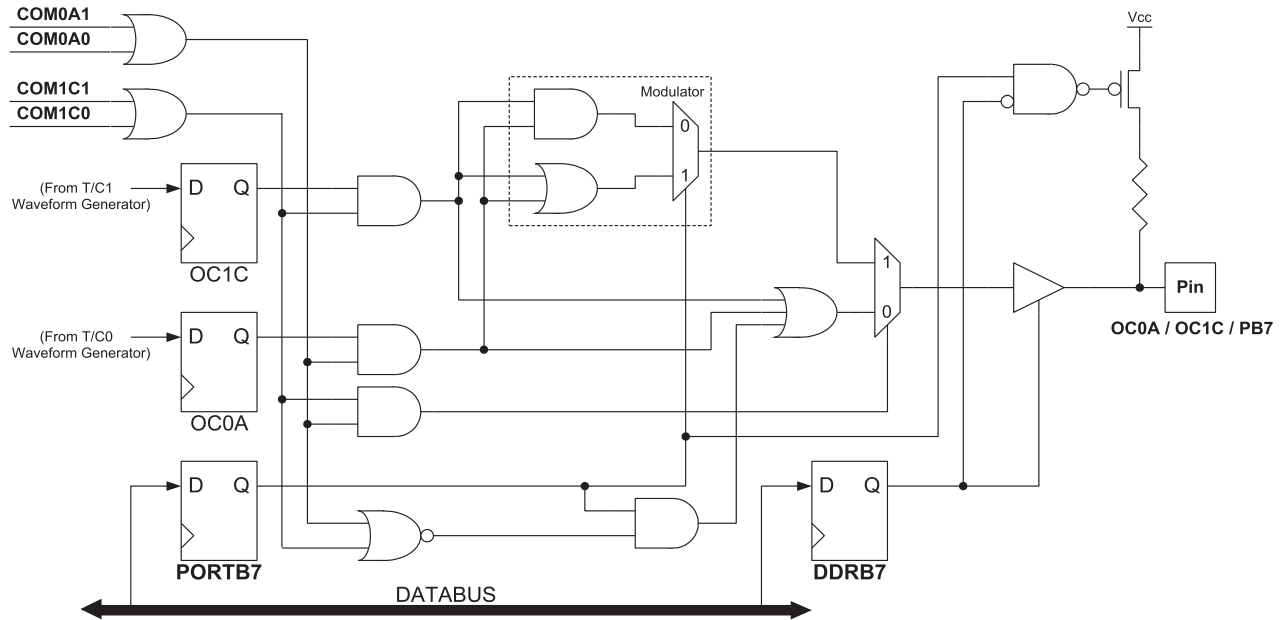 COM0A1
COM0A0
Vcc
COM1C1
COM1C0
Modulator
0
1
(From T/C1
Waveform Generator)
D Q
OC1C
1
0
Pin
OC0A / OC1C / PB7
(From T/C0
Waveform Generator)
D Q
OC0A
D Q
PORTB7
D Q
DDRB7
DATABUS